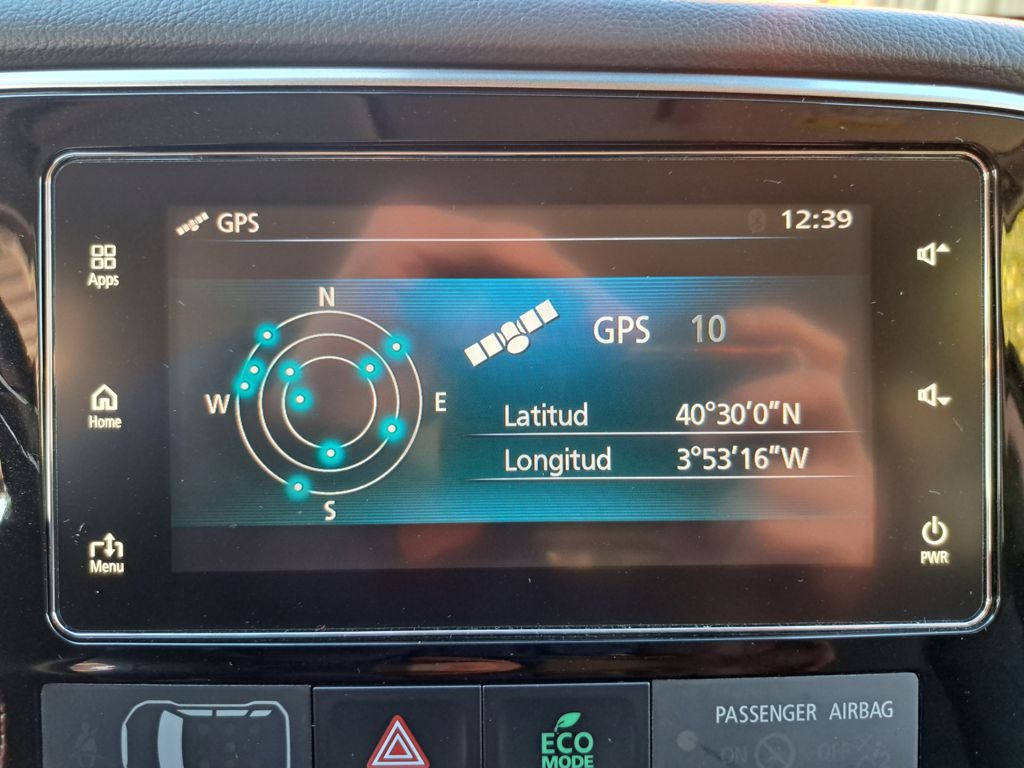 GPS 12:39
Apps
N
GPS 10
W E
Latitud 40°30'0"N
Home
Longitud 3°53'16"W
S
Menu
PWR
PASSENGER AIRBAG
ON OFF
ECO
MODE